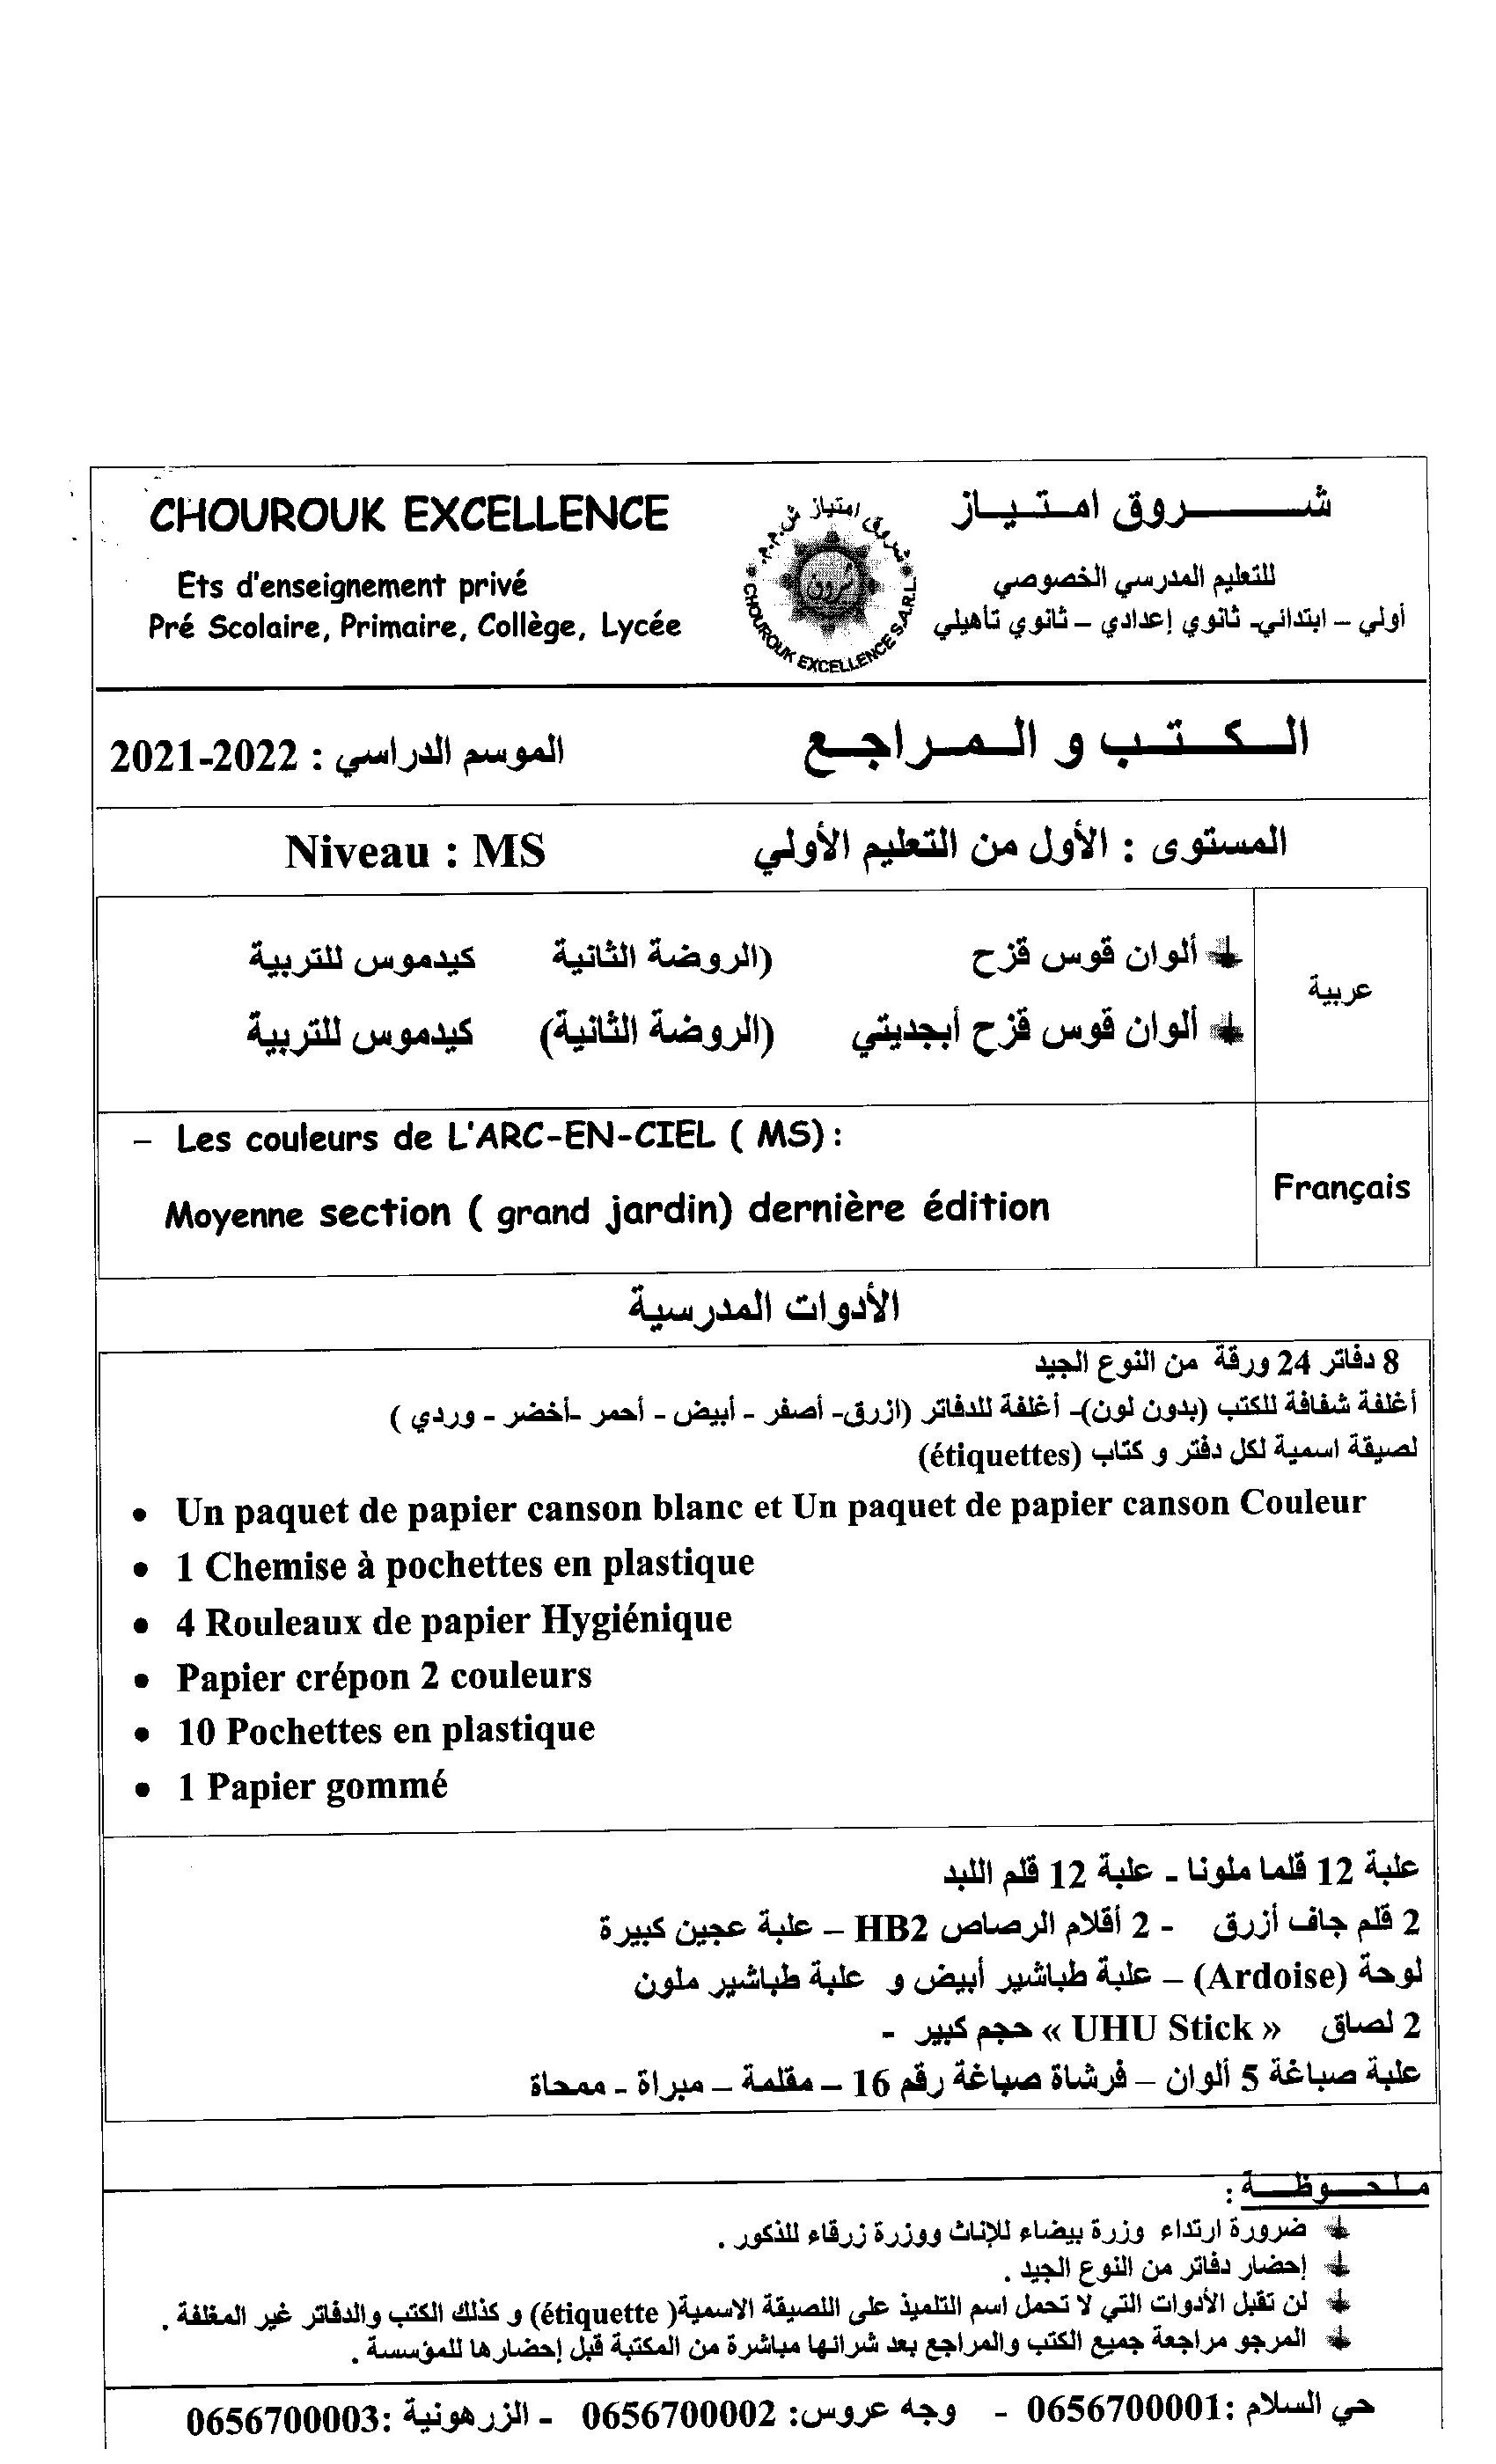 CHOUROUK EXCELLENCE
Ets d'enseignement privé
Pré Scolaire, Primaire, Collège, Lycée
شروق امتياز ش.م.م.
شروق
CHOUROUK EXCELLENCE S.A.R.L
شـــــــروق امـتـيـاز
للتعليم المدرسي الخصوصي
أولي – ابتدائي- ثانوي إعدادي – ثانوي تأهيلي
الـكـتـب و الـمـراجـع
الموسم الدراسي : 2021-2022
المستوى : الأول من التعليم الأولي
Niveau : MS
عربية
ألوان قوس قزح (الروضة الثانية كيدموس للتربية
ألوان قوس قزح أبجديتي (الروضة الثانية) كيدموس للتربية
Français
– Les couleurs de L'ARC-EN-CIEL ( MS) :
Moyenne section ( grand jardin) dernière édition
الأدوات المدرسية
8 دفاتر 24 ورقة من النوع الجيد
أغلفة شفافة للكتب (بدون لون)- أغلفة للدفاتر (ازرق- أصفر - أبيض - أحمر -أخضر - وردي )
لصيقة اسمية لكل دفتر و كتاب (étiquettes)
• Un paquet de papier canson blanc et Un paquet de papier canson Couleur
• 1 Chemise à pochettes en plastique
• 4 Rouleaux de papier Hygiénique
• Papier crépon 2 couleurs
• 10 Pochettes en plastique
• 1 Papier gommé
علبة 12 قلما ملونا - علبة 12 قلم اللبد
2 قلم جاف أزرق - 2 أقلام الرصاص HB2 – علبة عجين كبيرة
لوحة (Ardoise) – علبة طباشير أبيض و علبة طباشير ملون
2 لصاق « UHU Stick » حجم كبير -
علبة صباغة 5 ألوان – فرشاة صباغة رقم 16 – مقلمة – مبراة - ممحاة
مـلـحـــوظـــة :
ضرورة ارتداء وزرة بيضاء للإناث ووزرة زرقاء للذكور .
إحضار دفاتر من النوع الجيد .
لن تقبل الأدوات التي لا تحمل اسم التلميذ على اللصيقة الاسمية( étiquette) و كذلك الكتب والدفاتر غير المغلفة .
المرجو مراجعة جميع الكتب والمراجع بعد شرائها مباشرة من المكتبة قبل إحضارها للمؤسسة .
حي السلام :0656700001 - وجه عروس: 0656700002 - الزرهونية :0656700003